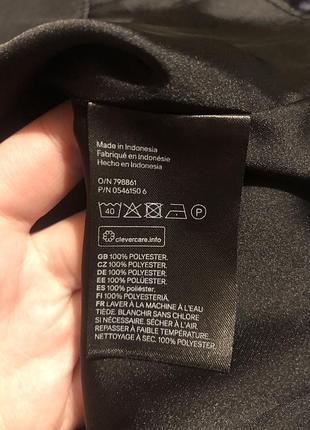 Made in Indonesia
Fabriqué en Indonésie
Hecho en Indonesia
O/N 798861
P/N 0546150 6
40 P
clevercare.info
GB 100% POLYESTER.
CZ 100% POLYESTER.
DE 100% POLYESTER.
EE 100% POLÜESTER.
ES 100% poliéster.
FI 100% POLYESTERIÄ.
FR LAVER À LA MACHINE À L'EAU
TIÈDE. BLANCHIR SANS CHLORE
SI NÉCESSAIRE. SÉCHER À L'AIR.
REPASSER À FAIBLE TEMPÉRATURE.
NETTOYAGE À SEC. 100% POLYESTER.